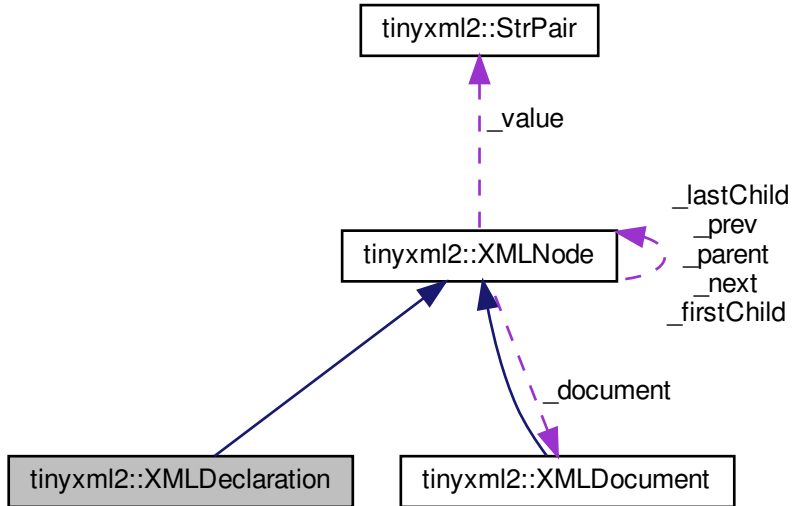 tinyxml2::StrPair
_value
_lastChild
_prev
_parent
_next
_firstChild
tinyxml2::XMLNode
_document
tinyxml2::XMLDeclaration
tinyxml2::XMLDocument